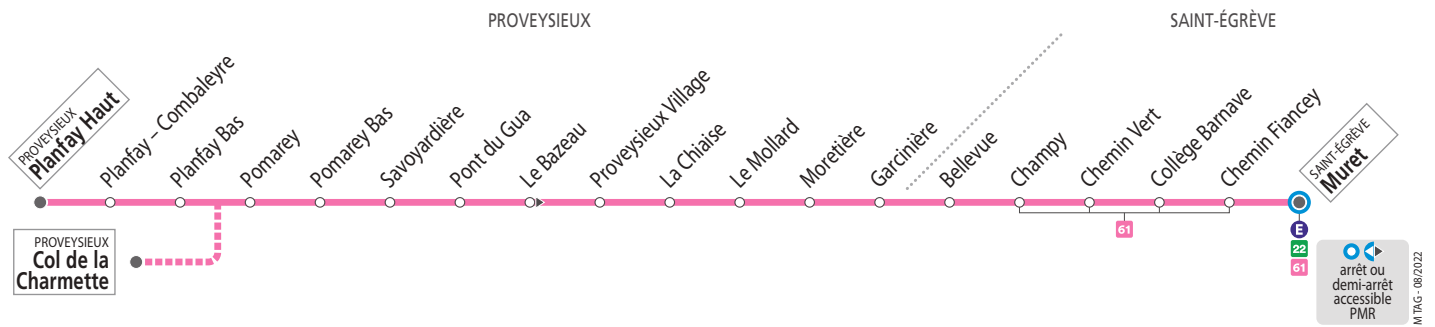 PROVEYSIEUX
SAINT-ÉGRÈVE
PROVEYSIEUX
Planfay Haut
Planfay – Combaleyre
Planfay Bas
Pomarey
Pomarey Bas
Savoyardière
Pont du Gua
Le Bazeau
Proveysieux Village
La Chiaise
Le Mollard
Moretière
Garcinière
Bellevue
Champy
Chemin Vert
Collège Barnave
Chemin Fiancey
SAINT-ÉGRÈVE
Muret
PROVEYSIEUX
Col de la
Charmette
61
E
22
61
arrêt ou
demi-arrêt
accessible
PMR
M TAG - 08/2022